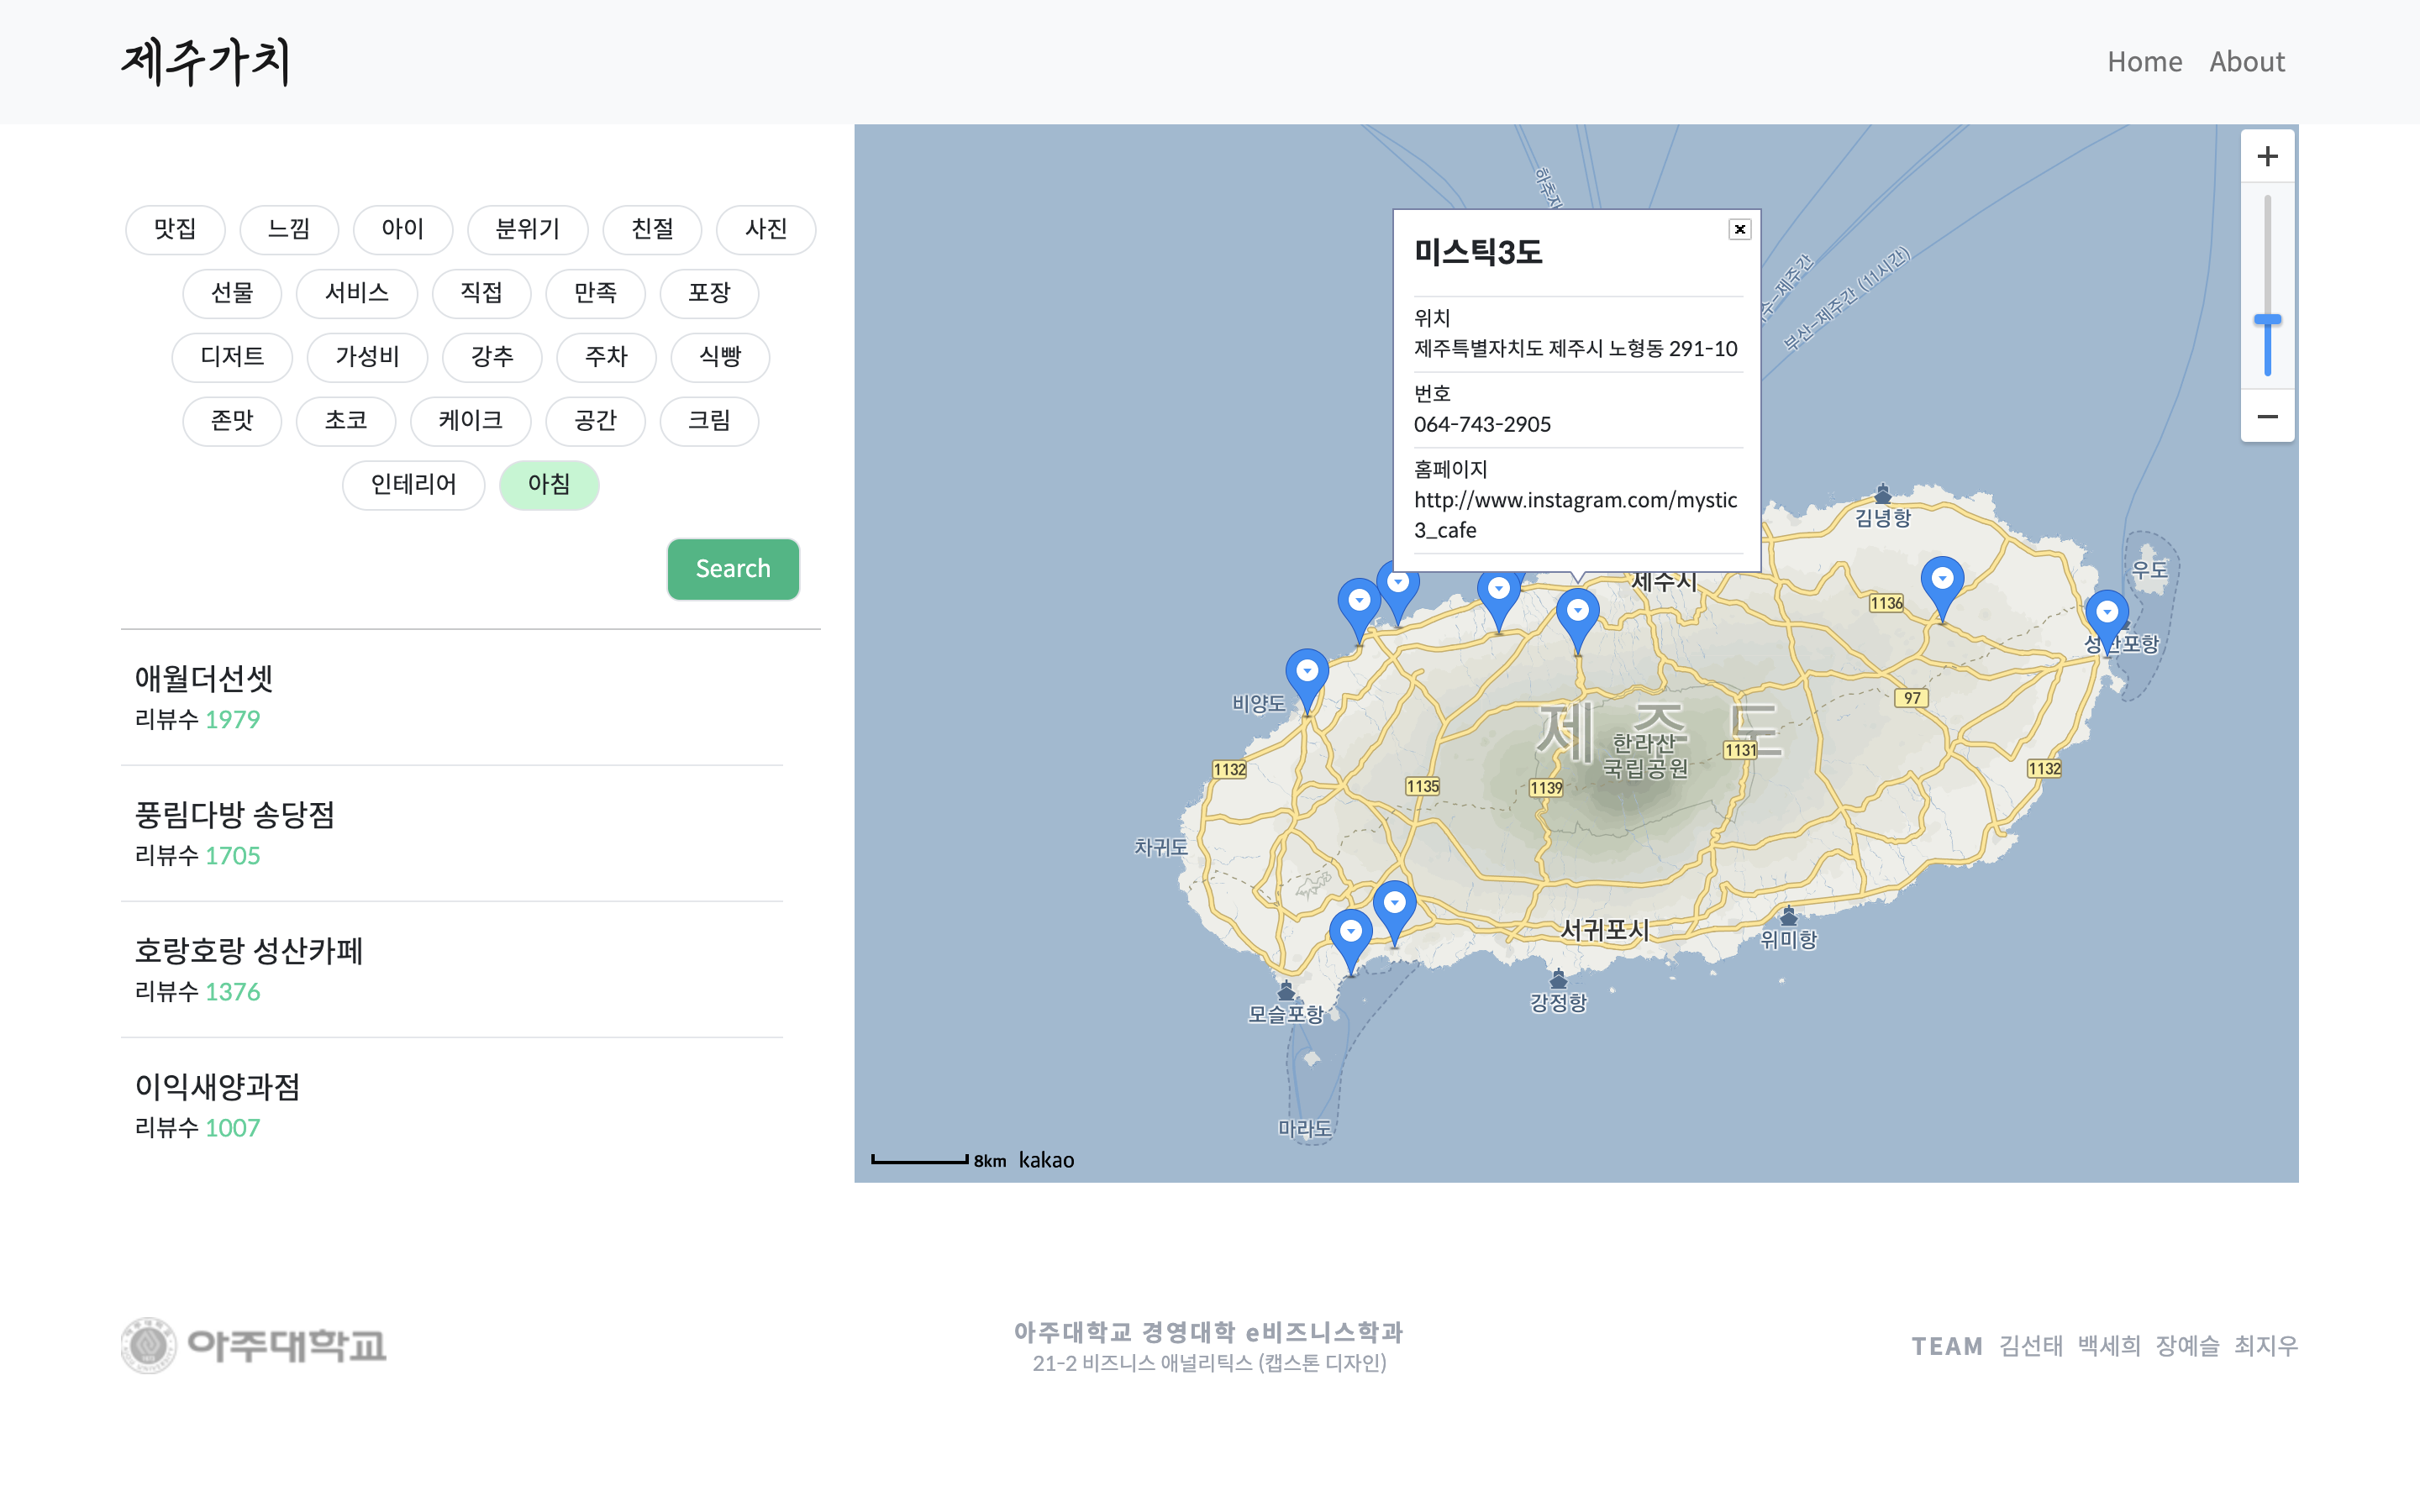 제주가치
Home About
맛집 느낌 아이 분위기 친절 사진
선물 서비스 직접 만족 포장
디저트 가성비 강추 주차 식빵
존맛 초코 케이크 공간 크림
인테리어 아침
Search
애월더선셋
리뷰수 1979
풍림다방 송당점
리뷰수 1705
호랑호랑 성산카페
리뷰수 1376
이익새양과점
리뷰수 1007
미스틱3도
위치
제주특별자치도 제주시 노형동 291-10
번호
064-743-2905
홈페이지
http://www.instagram.com/mystic
3_cafe
부산-제주간 (11시간)
김녕항
우도
제주시
1136
비양도
97
제주도
한라산
국립공원
1131
1132
1135
1139
1132
차귀도
서귀포시
위미항
강정항
모슬포항
마라도
8km kakao
아주대학교
아주대학교 경영대학 e비즈니스학과
21-2 비즈니스 애널리틱스 (캡스톤 디자인)
TEAM 김선태 백세희 장예슬 최지우